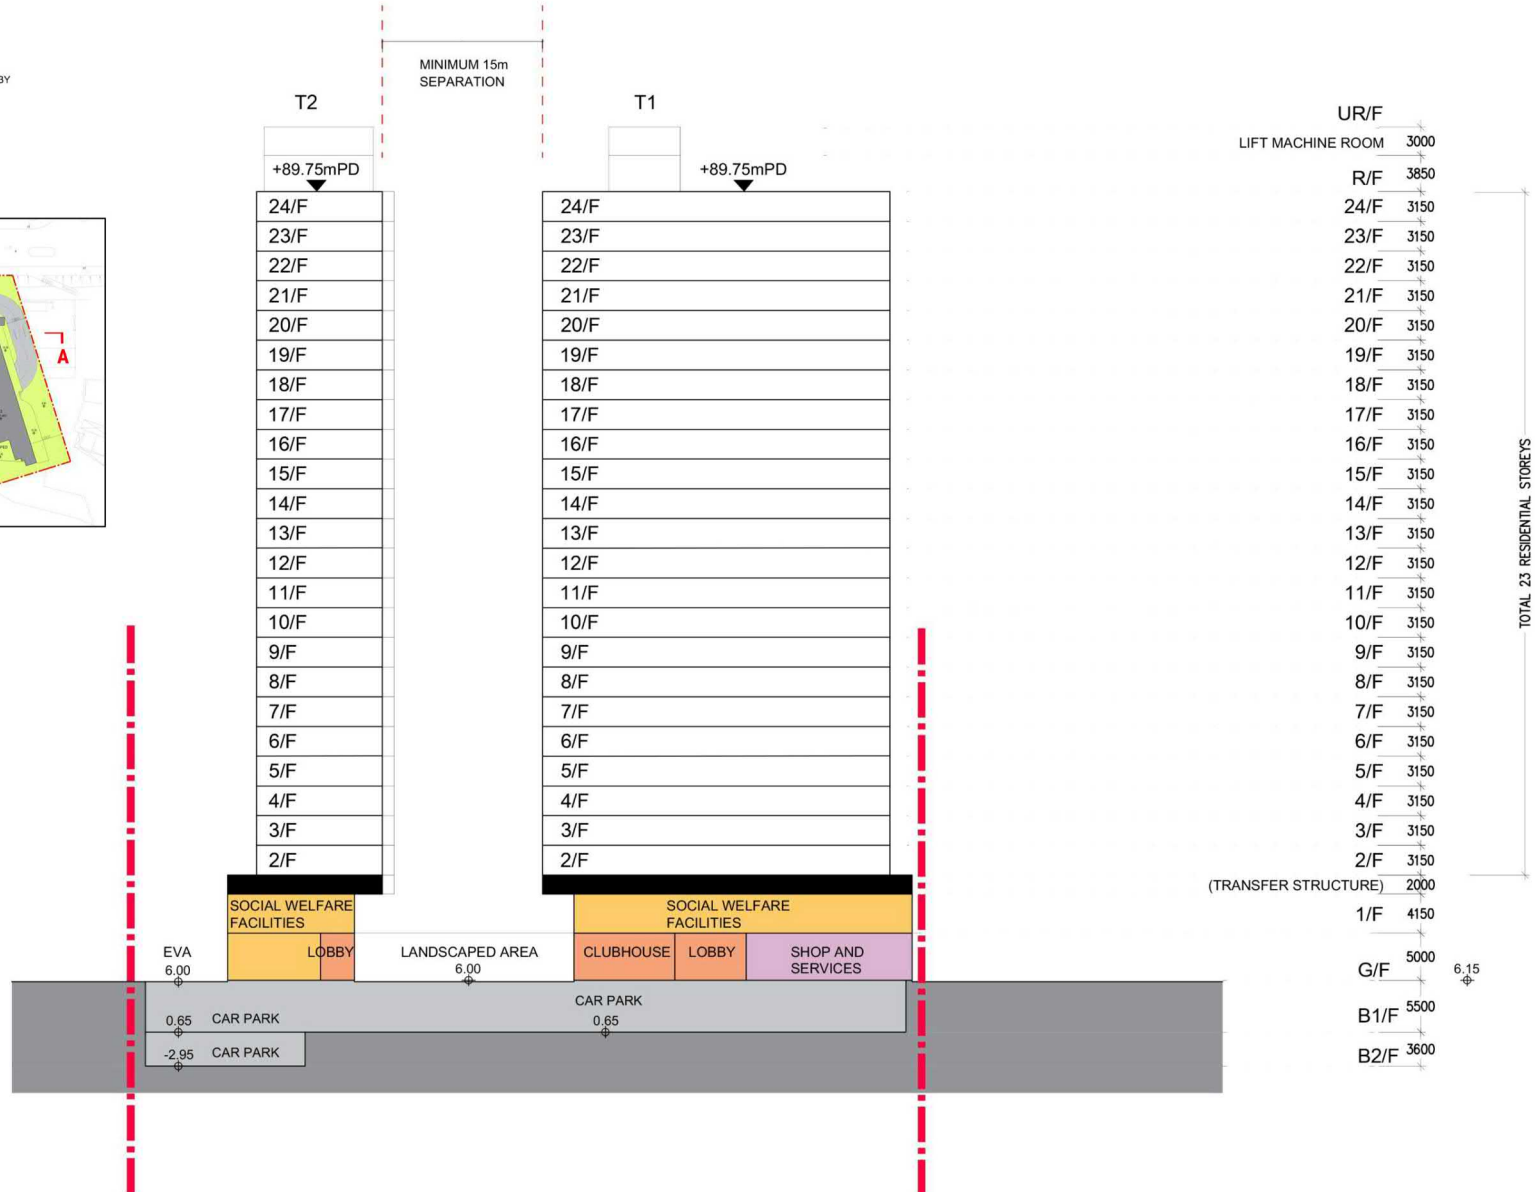 BY
MINIMUM 15m
SEPARATION
T2
T1
UR/F
LIFT MACHINE ROOM 3000
+89.75mPD
+89.75mPD
R/F 3850
24/F 24/F 24/F 3150
23/F 23/F 23/F 3150
22/F 22/F 22/F 3150
21/F 21/F 21/F 3150
20/F 20/F 20/F 3150
A
19/F 19/F 19/F 3150
18/F 18/F 18/F 3150
17/F 17/F 17/F 3150
16/F 16/F 16/F 3150
15/F 15/F 15/F 3150
14/F 14/F 14/F 3150
13/F 13/F 13/F 3150
12/F 12/F 12/F 3150
11/F 11/F 11/F 3150
10/F 10/F 10/F 3150
9/F 9/F 9/F 3150
8/F 8/F 8/F 3150
7/F 7/F 7/F 3150
6/F 6/F 6/F 3150
5/F 5/F 5/F 3150
4/F 4/F 4/F 3150
3/F 3/F 3/F 3150
2/F 2/F 2/F 3150
TOTAL 23 RESIDENTIAL STOREYS
(TRANSFER STRUCTURE) 2000
SOCIAL WELFARE
FACILITIES
SOCIAL WELFARE
FACILITIES
1/F 4150
EVA
6.00
LOBBY
LANDSCAPED AREA
6.00
CLUBHOUSE
LOBBY
SHOP AND
SERVICES
G/F 5000
6.15
CAR PARK
0.65
0.65 CAR PARK
B1/F 5500
-2.95 CAR PARK
B2/F 3600